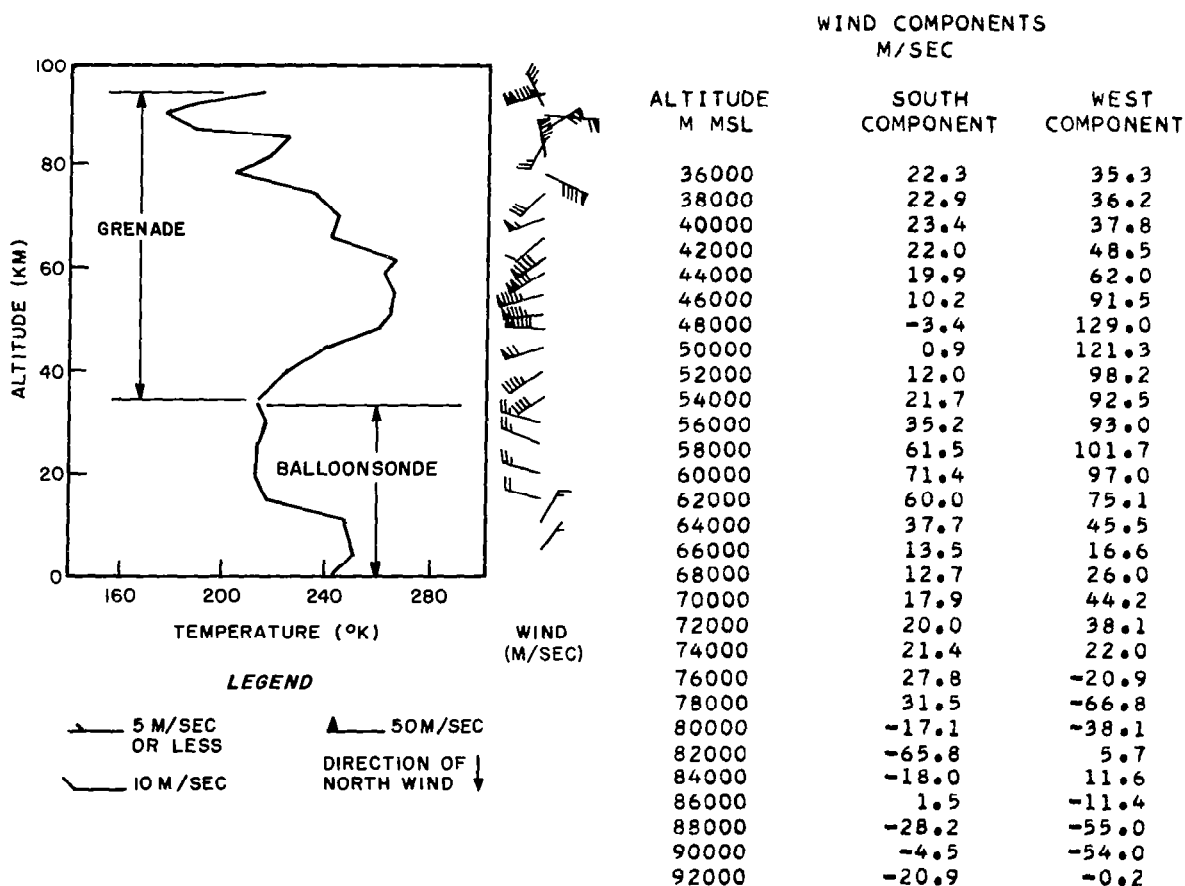 100
80
60
40
20
0
ALTITUDE (KM)
GRENADE
BALLOONSONDE
160 200 240 280
TEMPERATURE (°K)
WIND
(M/SEC)
LEGEND
5 M/SEC
OR LESS
10 M/SEC
50 M/SEC
DIRECTION OF
NORTH WIND
WIND COMPONENTS
M/SEC
ALTITUDE SOUTH WEST
M MSL COMPONENT COMPONENT
36000 22.3 35.3
38000 22.9 36.2
40000 23.4 37.8
42000 22.0 48.5
44000 19.9 62.0
46000 10.2 91.5
48000 -3.4 129.0
50000 0.9 121.3
52000 12.0 98.2
54000 21.7 92.5
56000 35.2 93.0
58000 61.5 101.7
60000 71.4 97.0
62000 60.0 75.1
64000 37.7 45.5
66000 13.5 16.6
68000 12.7 26.0
70000 17.9 44.2
72000 20.0 38.1
74000 21.4 22.0
76000 27.8 -20.9
78000 31.5 -66.8
80000 -17.1 -38.1
82000 -65.8 5.7
84000 -18.0 11.6
86000 1.5 -11.4
88000 -28.2 -55.0
90000 -4.5 -54.0
92000 -20.9 -0.2